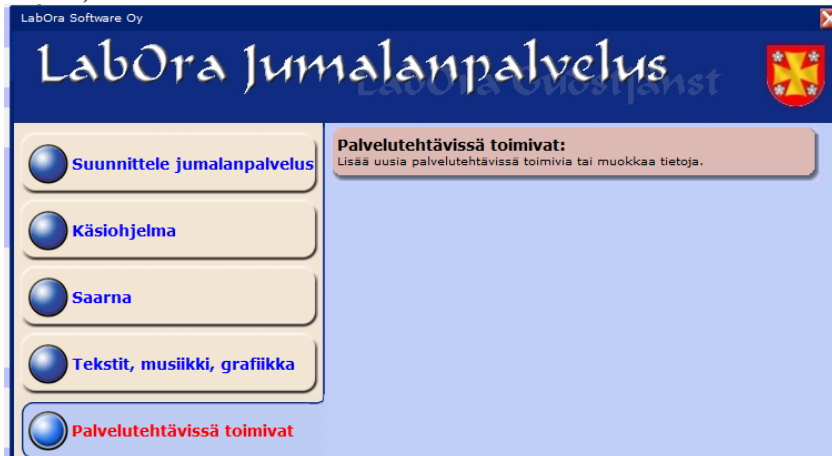 LabOra Software Oy
LabOra Jumalanpalvelus
LabOra Gudstjänst
Suunnittele jumalanpalvelus
Käsiohjelma
Saarna
Tekstit, musiikki, grafiikka
Palvelutehtävissä toimivat
Palvelutehtävissä toimivat:
Lisää uusia palvelutehtävissä toimivia tai muokkaa tietoja.